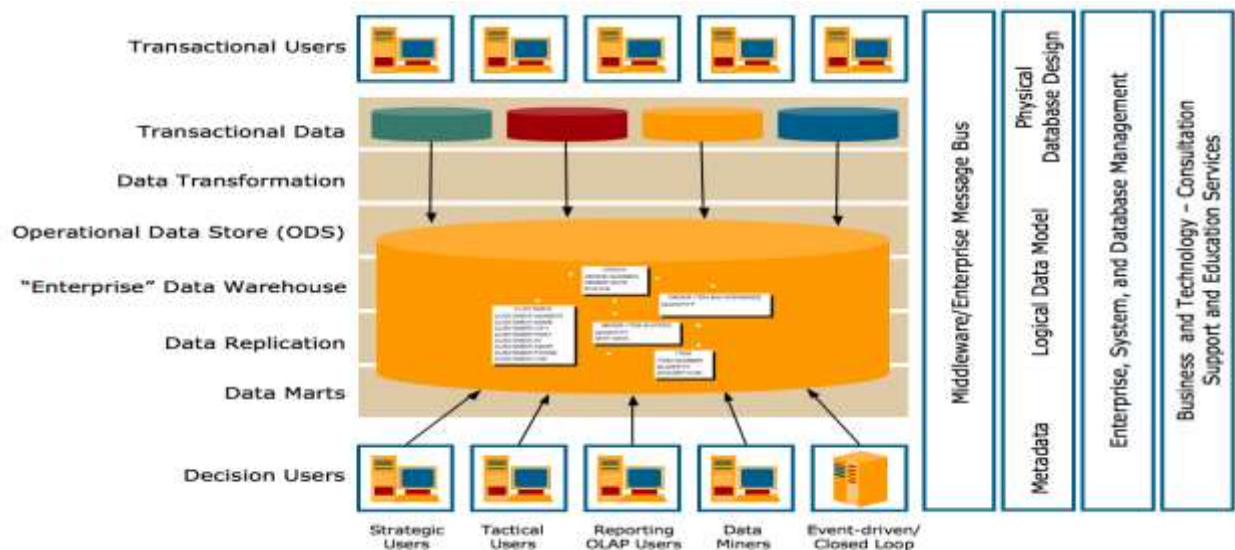 Transactional Users
Transactional Data
Data Transformation
Operational Data Store (ODS)
“Enterprise” Data Warehouse
Data Replication
Data Marts
Decision Users
Strategic
Users
Tactical
Users
Reporting
OLAP Users
Data
Miners
Event-driven/
Closed Loop
Middleware/Enterprise Message Bus
Physical
Database Design
Logical Data Model
Metadata
Enterprise, System, and Database Management
Business and Technology – Consultation
Support and Education Services